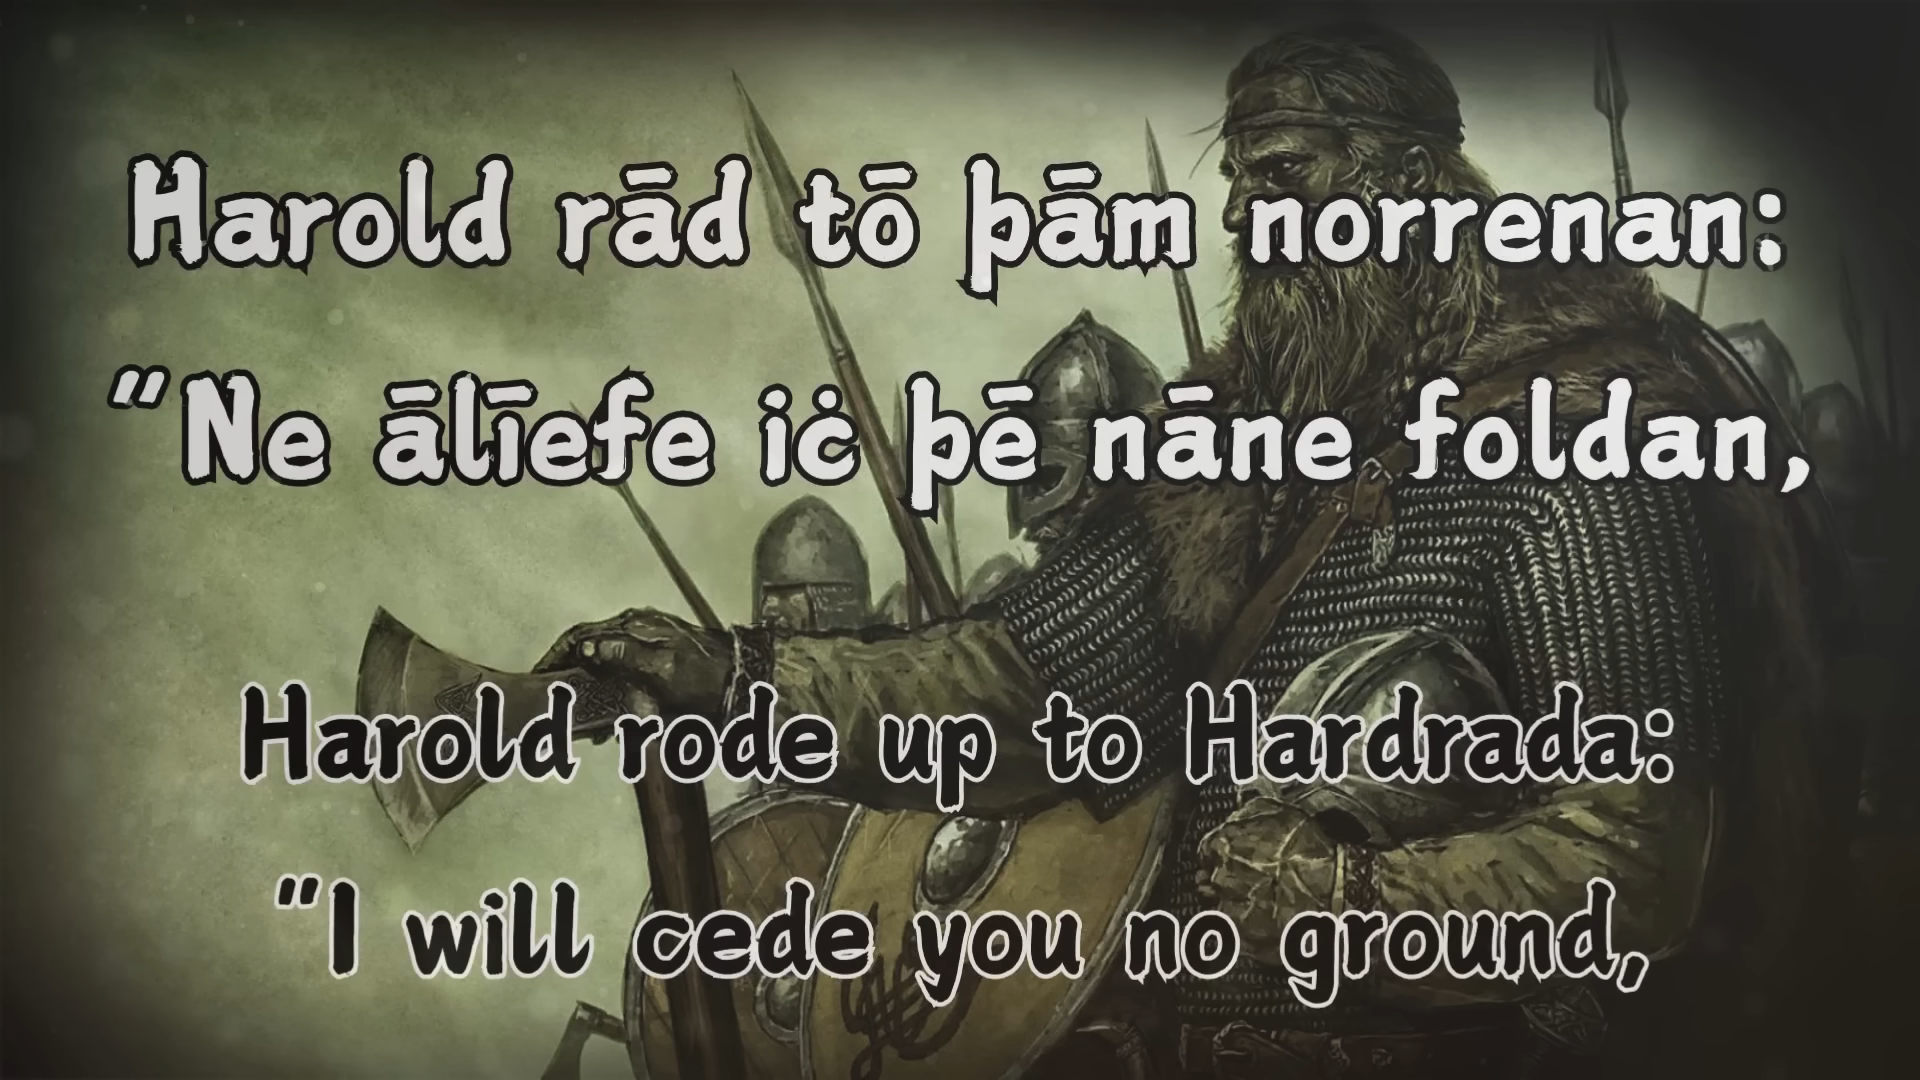 Harold rād tō þām norrenan:
"Ne ālīefe iċ þē nāne foldan,
Harold rode up to Hardrada:
"I will cede you no ground,